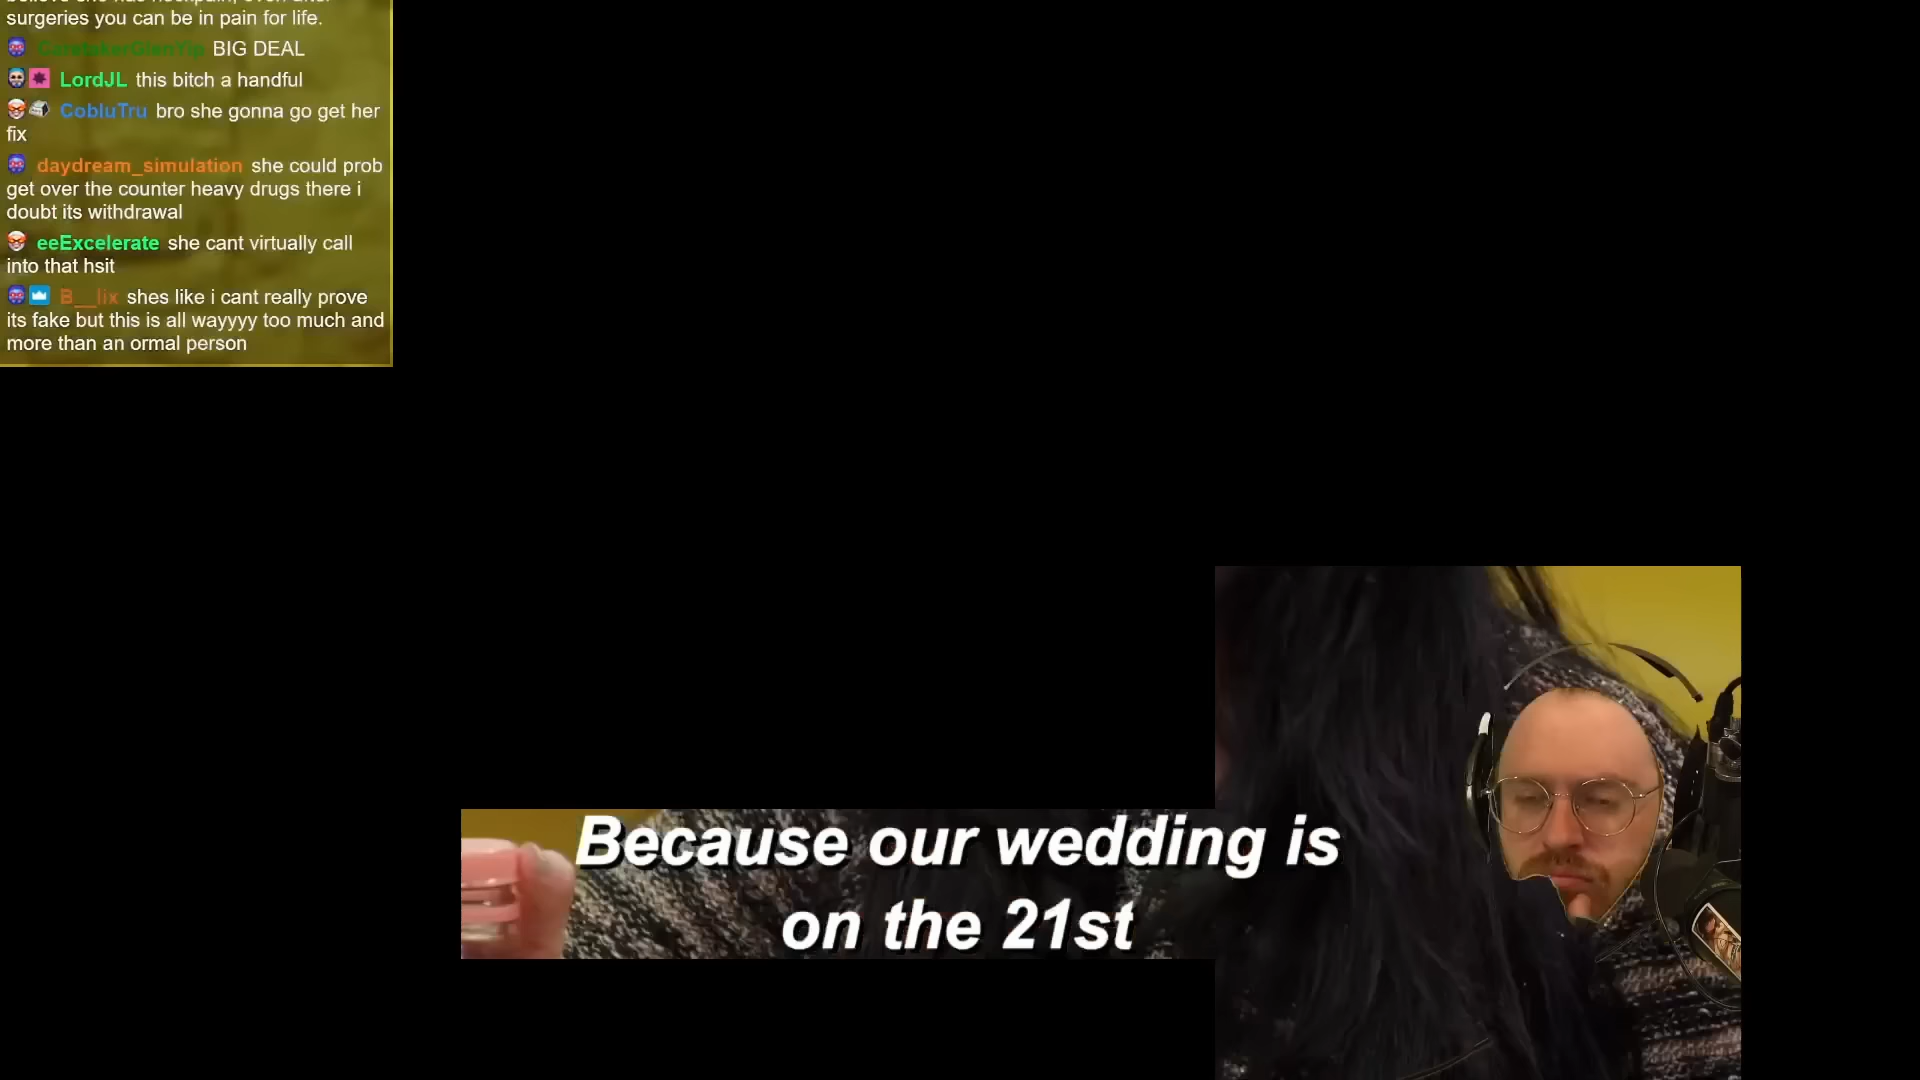 surgeries you can be in pain for life.
CaretakerGlenYip BIG DEAL
LordJL this bitch a handful
CobluTru bro she gonna go get her
fix
daydream_simulation she could prob
get over the counter heavy drugs there i
doubt its withdrawal
eeExcelerate she cant virtually call
into that hsit
B__lix shes like i cant really prove
its fake but this is all wayyyy too much and
more than an ormal person
Because our wedding is
on the 21st